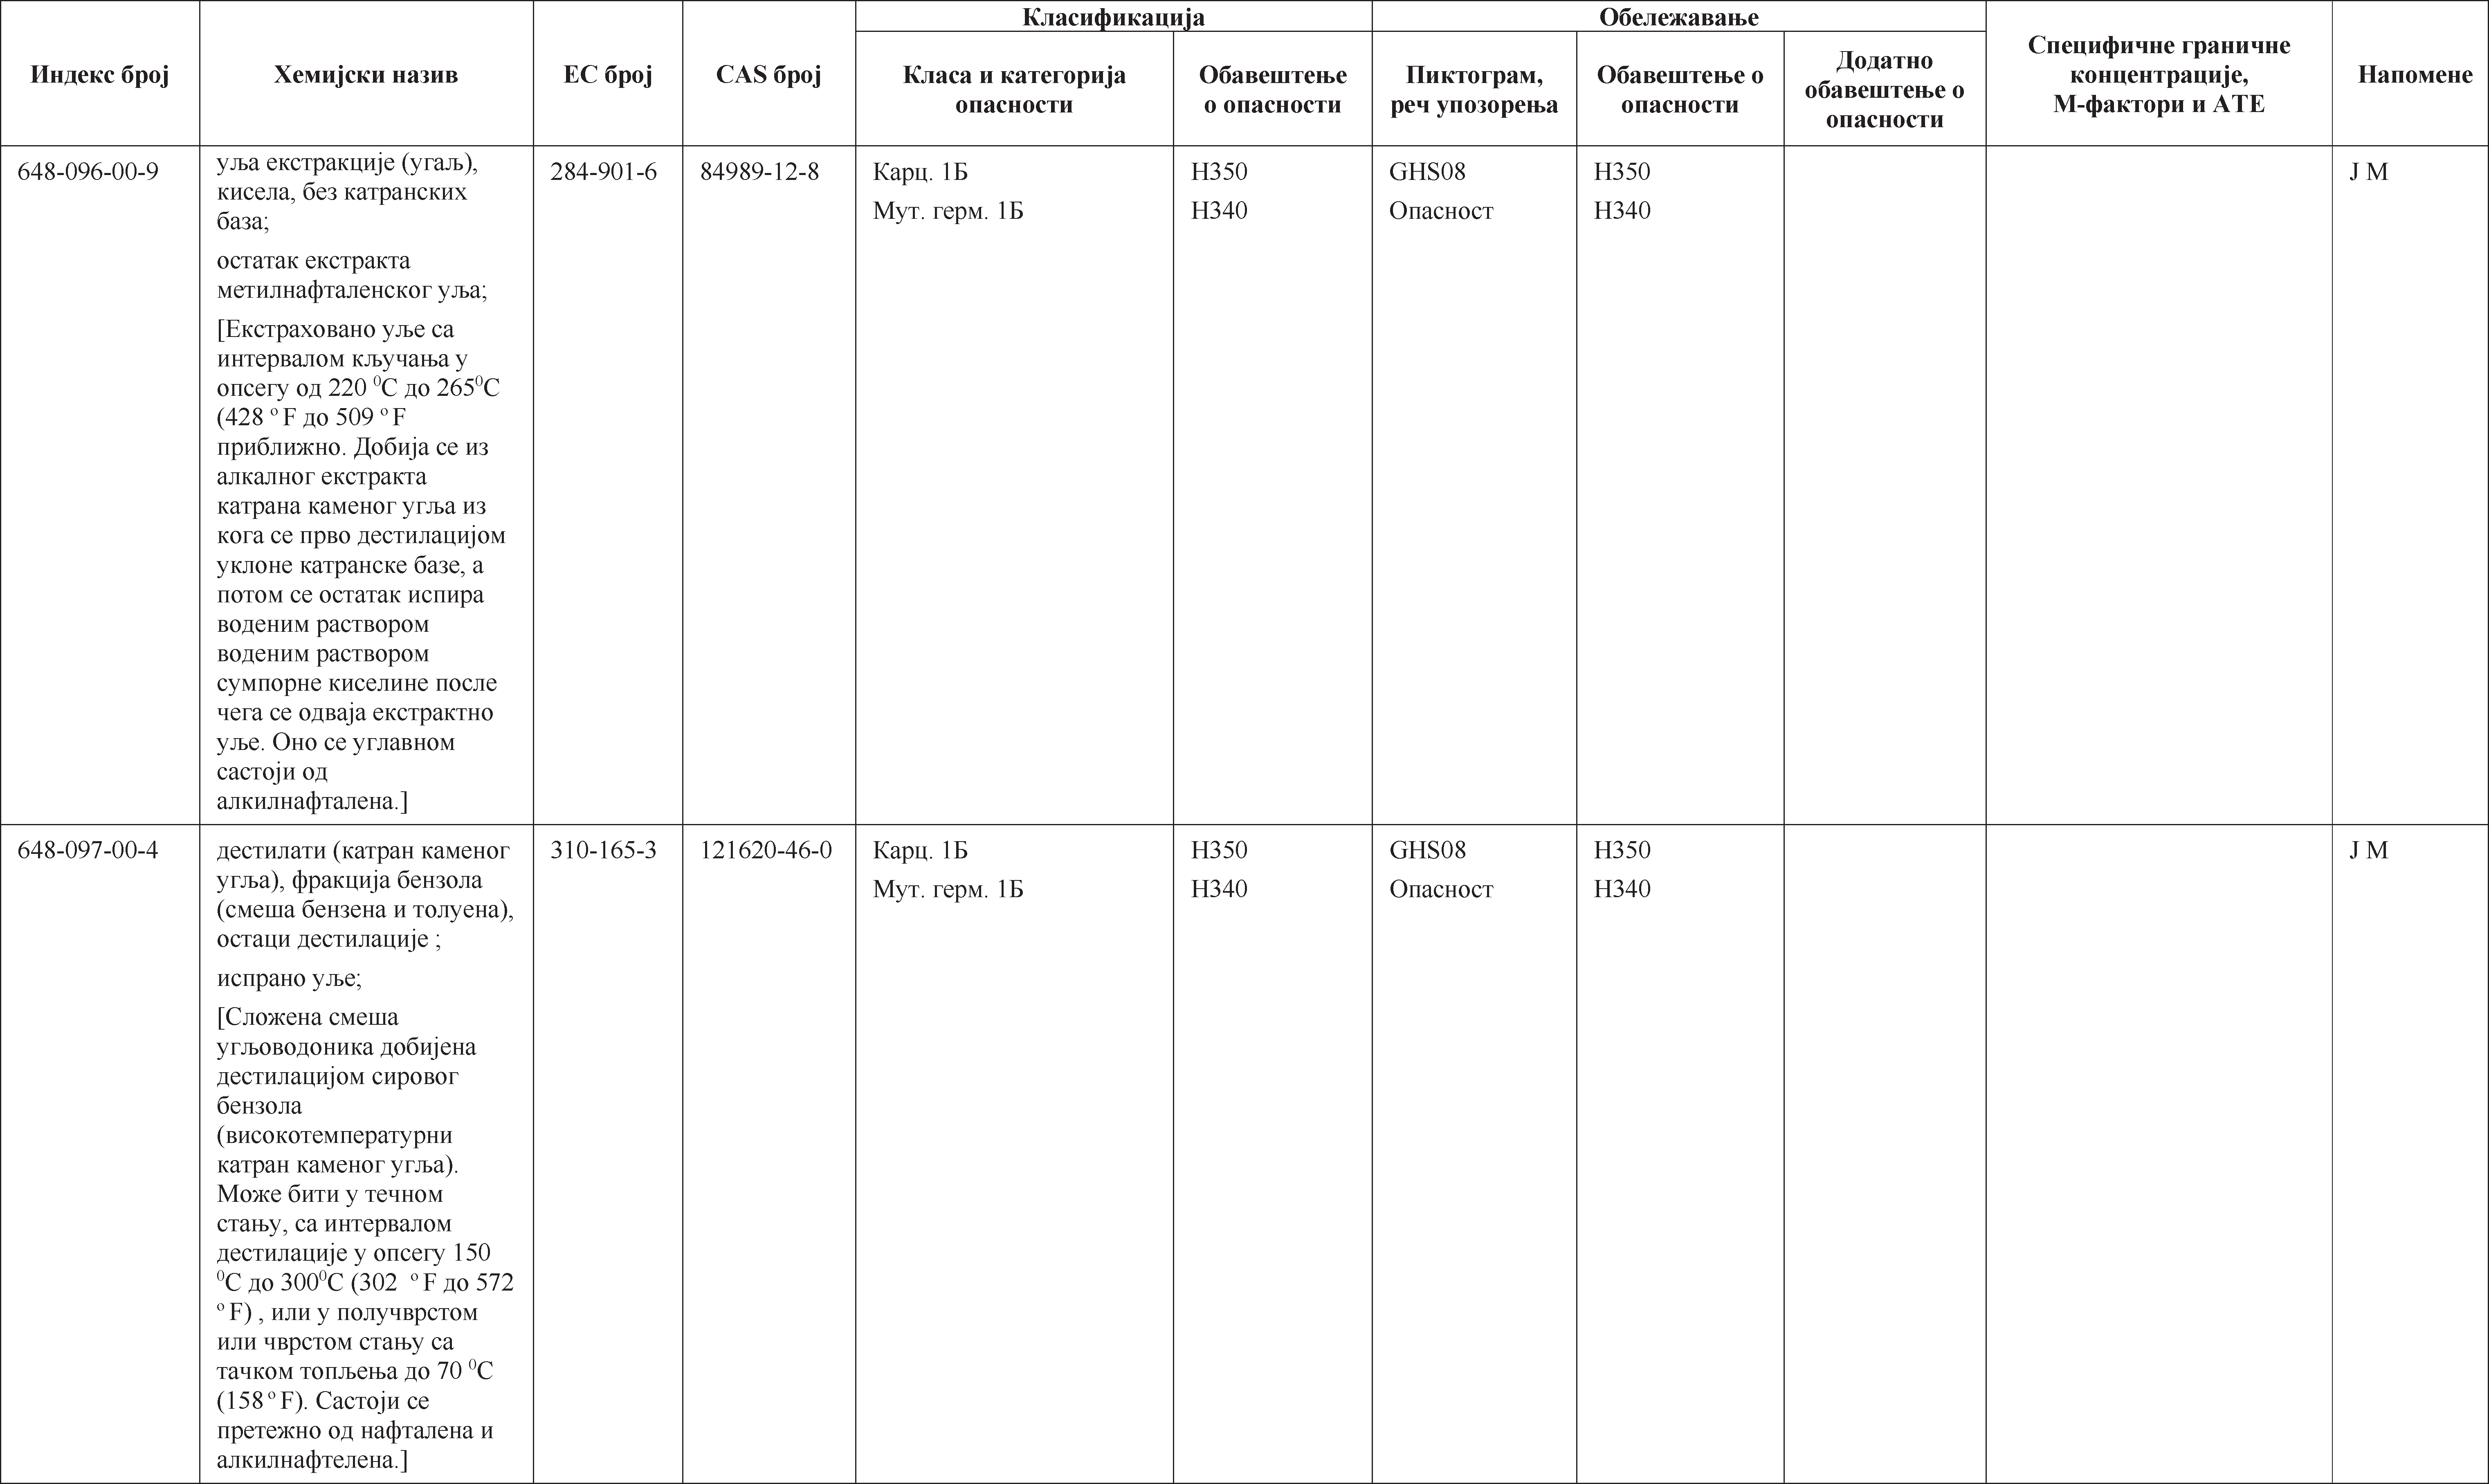 Класификација
Обележавање
Индекс број
Хемијски назив
ЕС број
CAS број
Класа и категорија
опасности
Обавештење
о опасности
Пиктограм,
реч упозорења
Обавештење о
опасности
Додатно
обавештење о
опасности
Специфичне граничне
концентрације,
М-фактори и АТЕ
Напомене
648-096-00-9
уља екстракције (угаљ),
кисела, без катранских
база;
остатак екстракта
метилнафталенског уља;
[Екстраховано уље са
интервалом кључања у
опсегу од 220 ⁰C до 265⁰C
(428 º F до 509 º F
приближно. Добија се из
алкалног екстракта
катрана каменог угља из
кога се прво дестилацијом
уклоне катранске базе, а
потом се остатак испира
воденим раствором
воденим раствором
сумпорне киселине после
чега се одваја екстрактно
уље. Оно се углавном
састоји од
алкилнафталена.]
284-901-6
84989-12-8
Карц. 1Б
Мут. герм. 1Б
H350
H340
GHS08
Опасност
H350
H340
J M
648-097-00-4
дестилати (катран каменог
угља), фракција бензола
(смеша бензена и толуена),
остаци дестилације ;
испрано уље;
[Сложена смеша
угљоводоника добијена
дестилацијом сировог
бензола
(високотемпературни
катран каменог угља).
Може бити у течном
стању, са интервалом
дестилације у опсегу 150
⁰C до 300⁰C (302  º F до 572
º F) , или у получврстом
или чврстом стању са
тачком топљења до 70 ⁰C
(158 º F). Састоји се
претежно од нафталена и
алкилнафтелена.]
310-165-3
121620-46-0
Карц. 1Б
Мут. герм. 1Б
H350
H340
GHS08
Опасност
H350
H340
J M